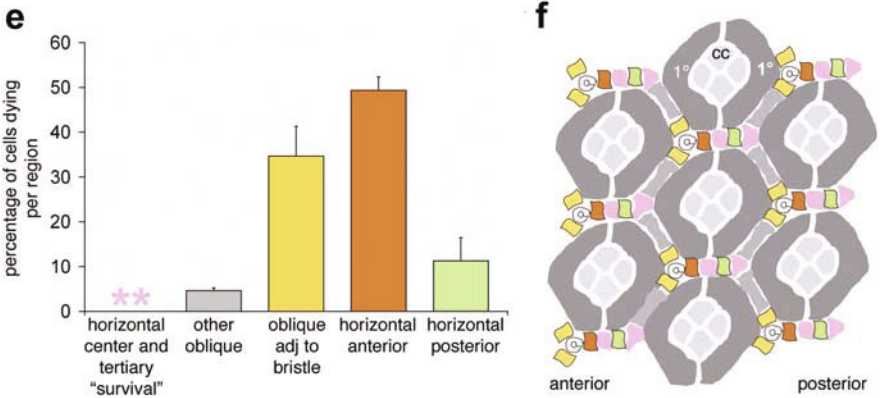 e
percentage of cells dying
per region
60
50
40
30
20
10
0
**
horizontal
center and
tertiary
“survival”
other
oblique
oblique
adj to
bristle
horizontal
anterior
horizontal
posterior
f
cc
1°
1°
anterior
posterior